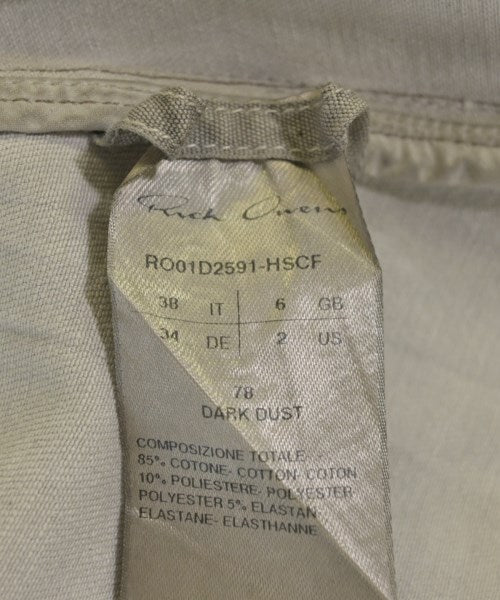 Rick Owens
RO01D2591-HSCF
38 IT 6 GB
34 DE 2 US
78
DARK DUST
COMPOSIZIONE TOTALE
85% COTONE- COTTON- COTON
10% POLIESTERE- POLYESTER
POLYESTER 5% ELASTAN-
ELASTANE- ELASTHANNE